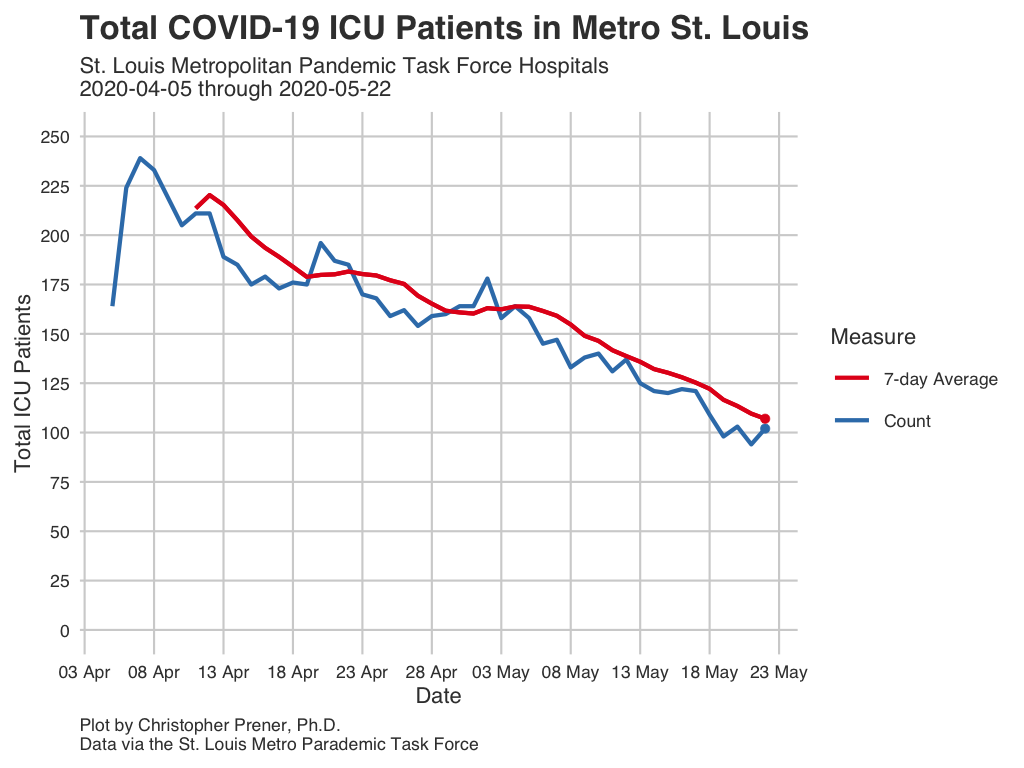 Total COVID-19 ICU Patients in Metro St. Louis
St. Louis Metropolitan Pandemic Task Force Hospitals
2020-04-05 through 2020-05-22
250
225
200
175
150
125
100
75
50
25
0
Total ICU Patients
03 Apr 08 Apr 13 Apr 18 Apr 23 Apr 28 Apr 03 May 08 May 13 May 18 May 23 May
Date
Measure
7-day Average
Count
Plot by Christopher Prener, Ph.D.
Data via the St. Louis Metro Parademic Task Force